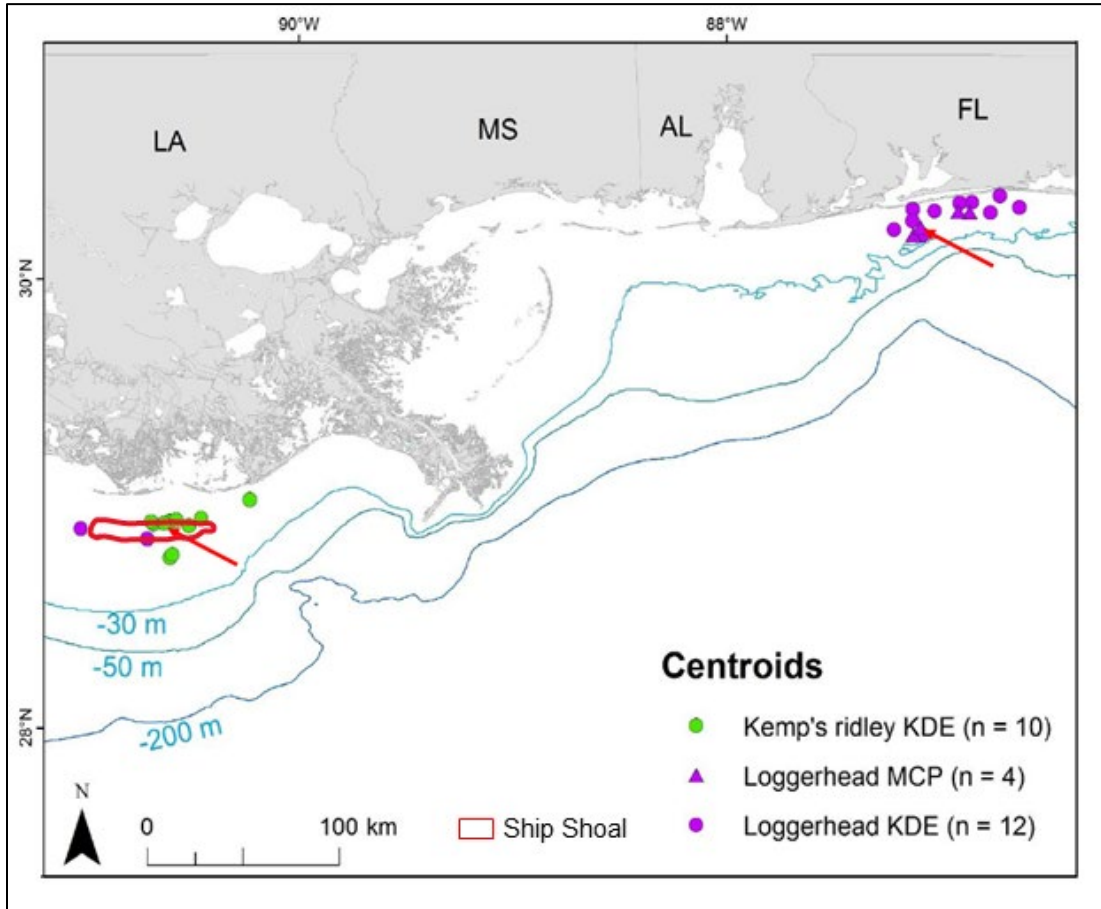 90°W
88°W
LA
MS
AL
FL
30°N
-30 m
-50 m
-200 m
28°N
Centroids
Kemp's ridley KDE (n = 10)
Loggerhead MCP (n = 4)
Loggerhead KDE (n = 12)
N
0 100 km
Ship Shoal